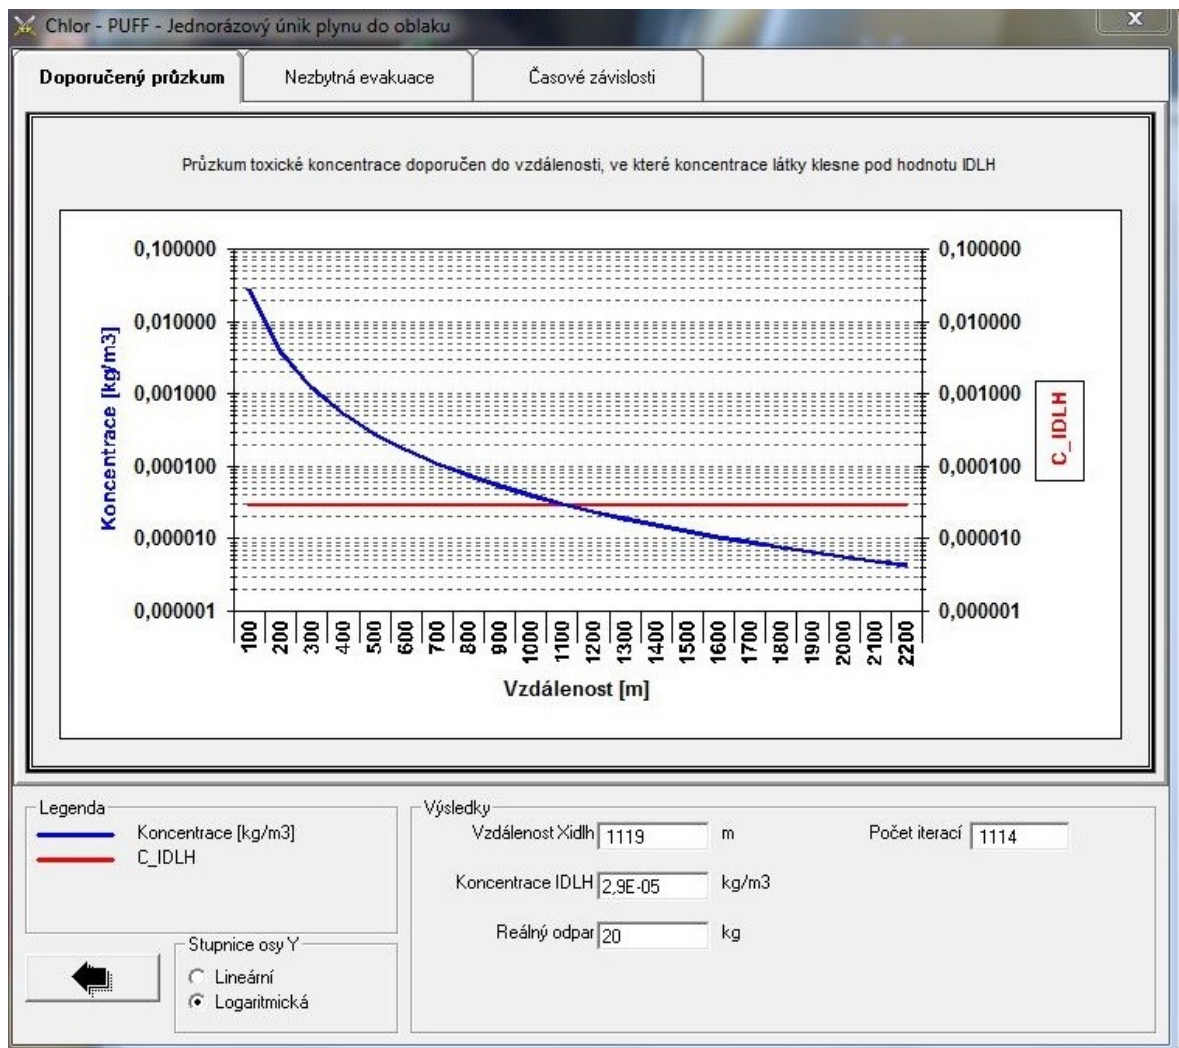 Chlor - PUFF - Jednorázový únik plynu do oblaku
X
Doporučený průzkum
Nezbytná evakuace
Časové závislosti
Průzkum toxické koncentrace doporučen do vzdálenosti, ve které koncentrace látky klesne pod hodnotu IDLH
Koncentrace [kg/m3]
0,100000
0,010000
0,001000
0,000100
0,000010
0,000001
0,100000
0,010000
0,001000
0,000100
0,000010
0,000001
C_IDLH
100 200 300 400 500 600 700 800 900 1000 1100 1200 1300 1400 1500 1600 1700 1800 1900 2000 2100 2200
Vzdálenost [m]
Legenda
Koncentrace [kg/m3]
C_IDLH
Stupnice osy Y
Lineární
Logaritmická
Výsledky
Vzdálenost Xidlh 1119 m Počet iterací 1114
Koncentrace IDLH 2,9E-05 kg/m3
Reálný odpar 20 kg